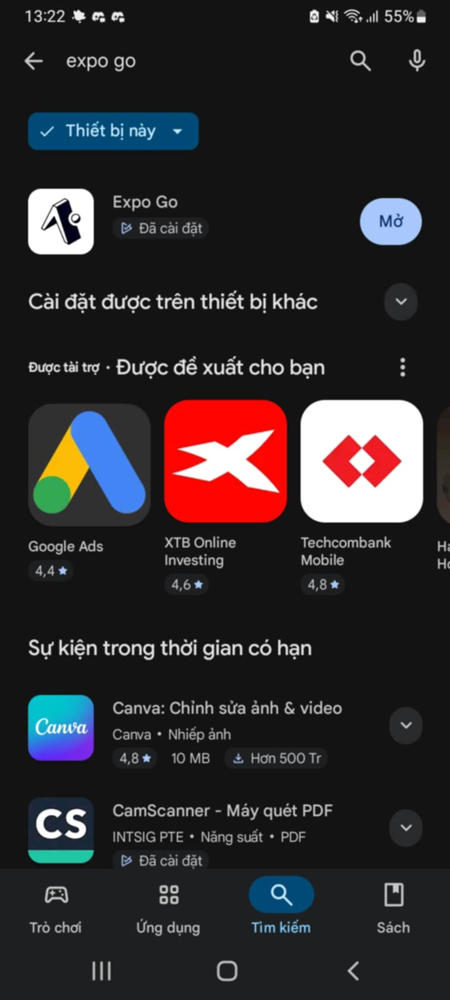 13:22
55%
expo go
Thiết bị này
Expo Go
Đã cài đặt
Mở
Cài đặt được trên thiết bị khác
Được tài trợ • Được đề xuất cho bạn
Google Ads
4,4
XTB Online
Investing
4,6
Techcombank
Mobile
4,8
Sự kiện trong thời gian có hạn
Canva
Canva: Chỉnh sửa ảnh & video
Canva • Nhiếp ảnh
4,8 10 MB Hơn 500 Tr
CS
CamScanner - Máy quét PDF
INTSIG PTE • Năng suất • PDF
Đã cài đặt
Trò chơi
Ứng dụng
Tìm kiếm
Sách